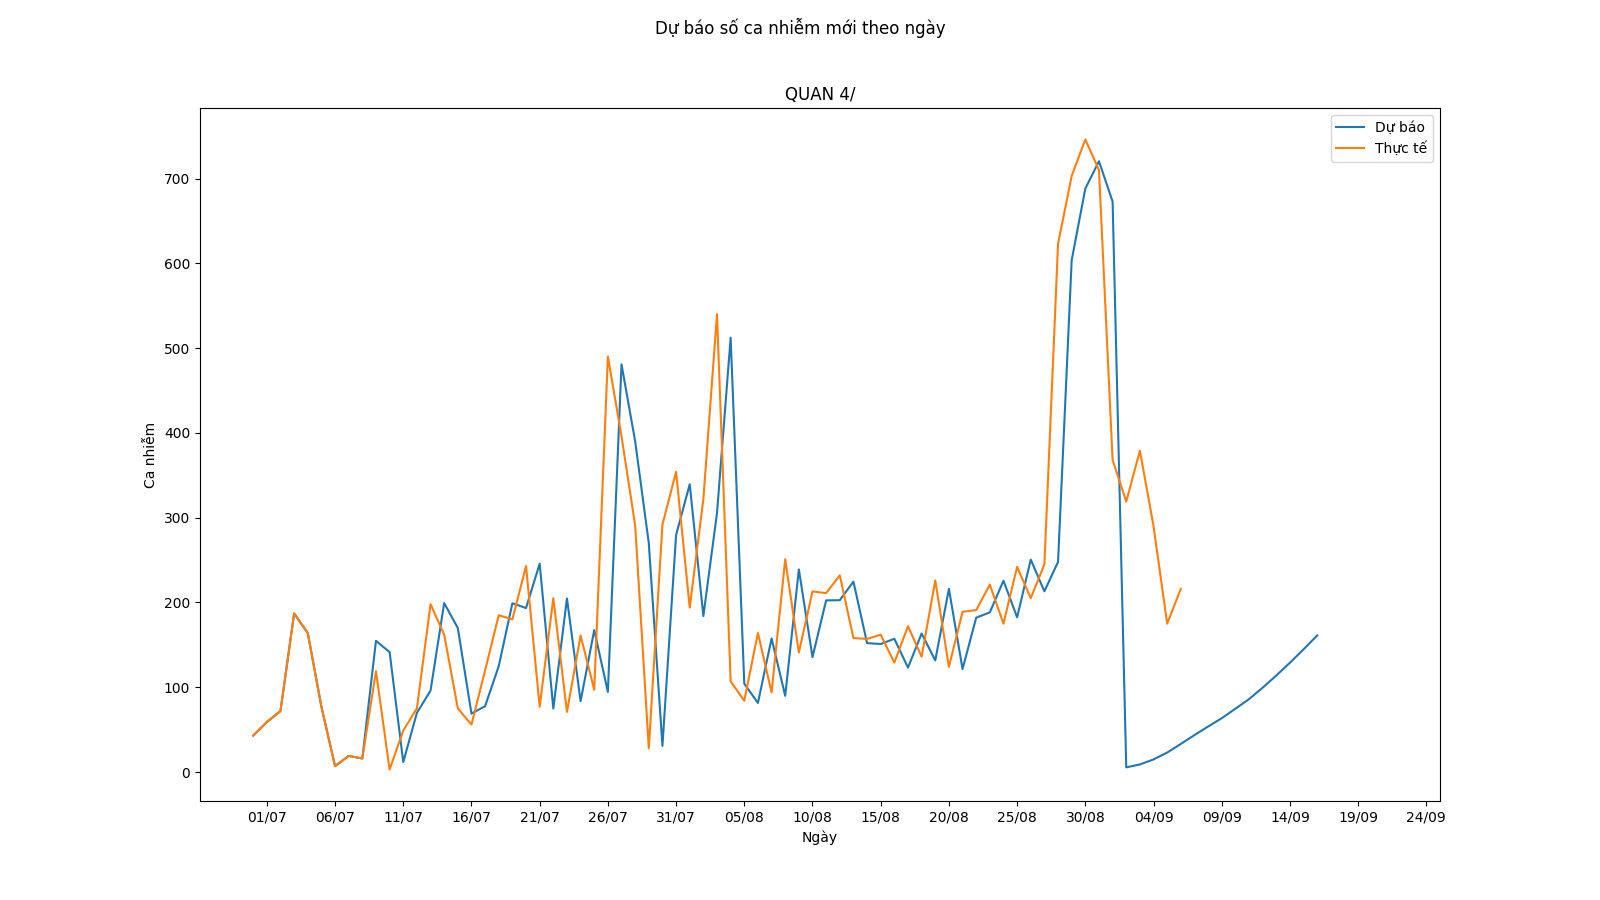 Dự báo số ca nhiễm mới theo ngày
QUAN 4/
Dự báo
Thực tế
700
600
500
400
300
200
100
0
Ca nhiễm
01/07 06/07 11/07 16/07 21/07 26/07 31/07 05/08 10/08 15/08 20/08 25/08 30/08 04/09 09/09 14/09 19/09 24/09
Ngày